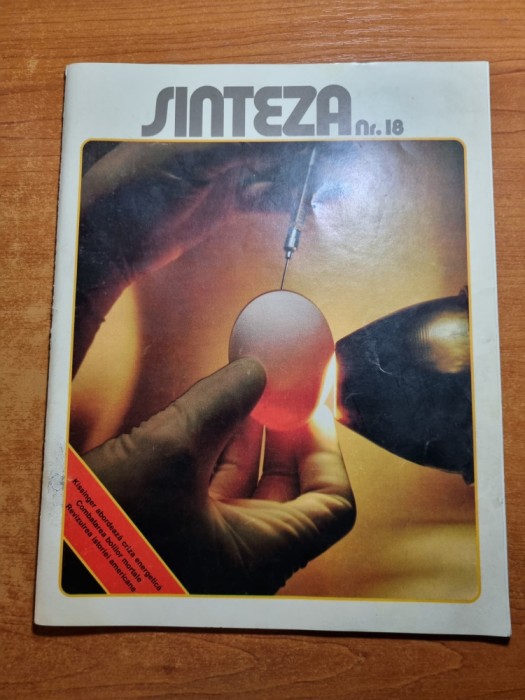 SINTEZA Nr. 18
Kissinger abordează criza energetică
Combaterea bolilor mortale
Revizuirea istoriei americane